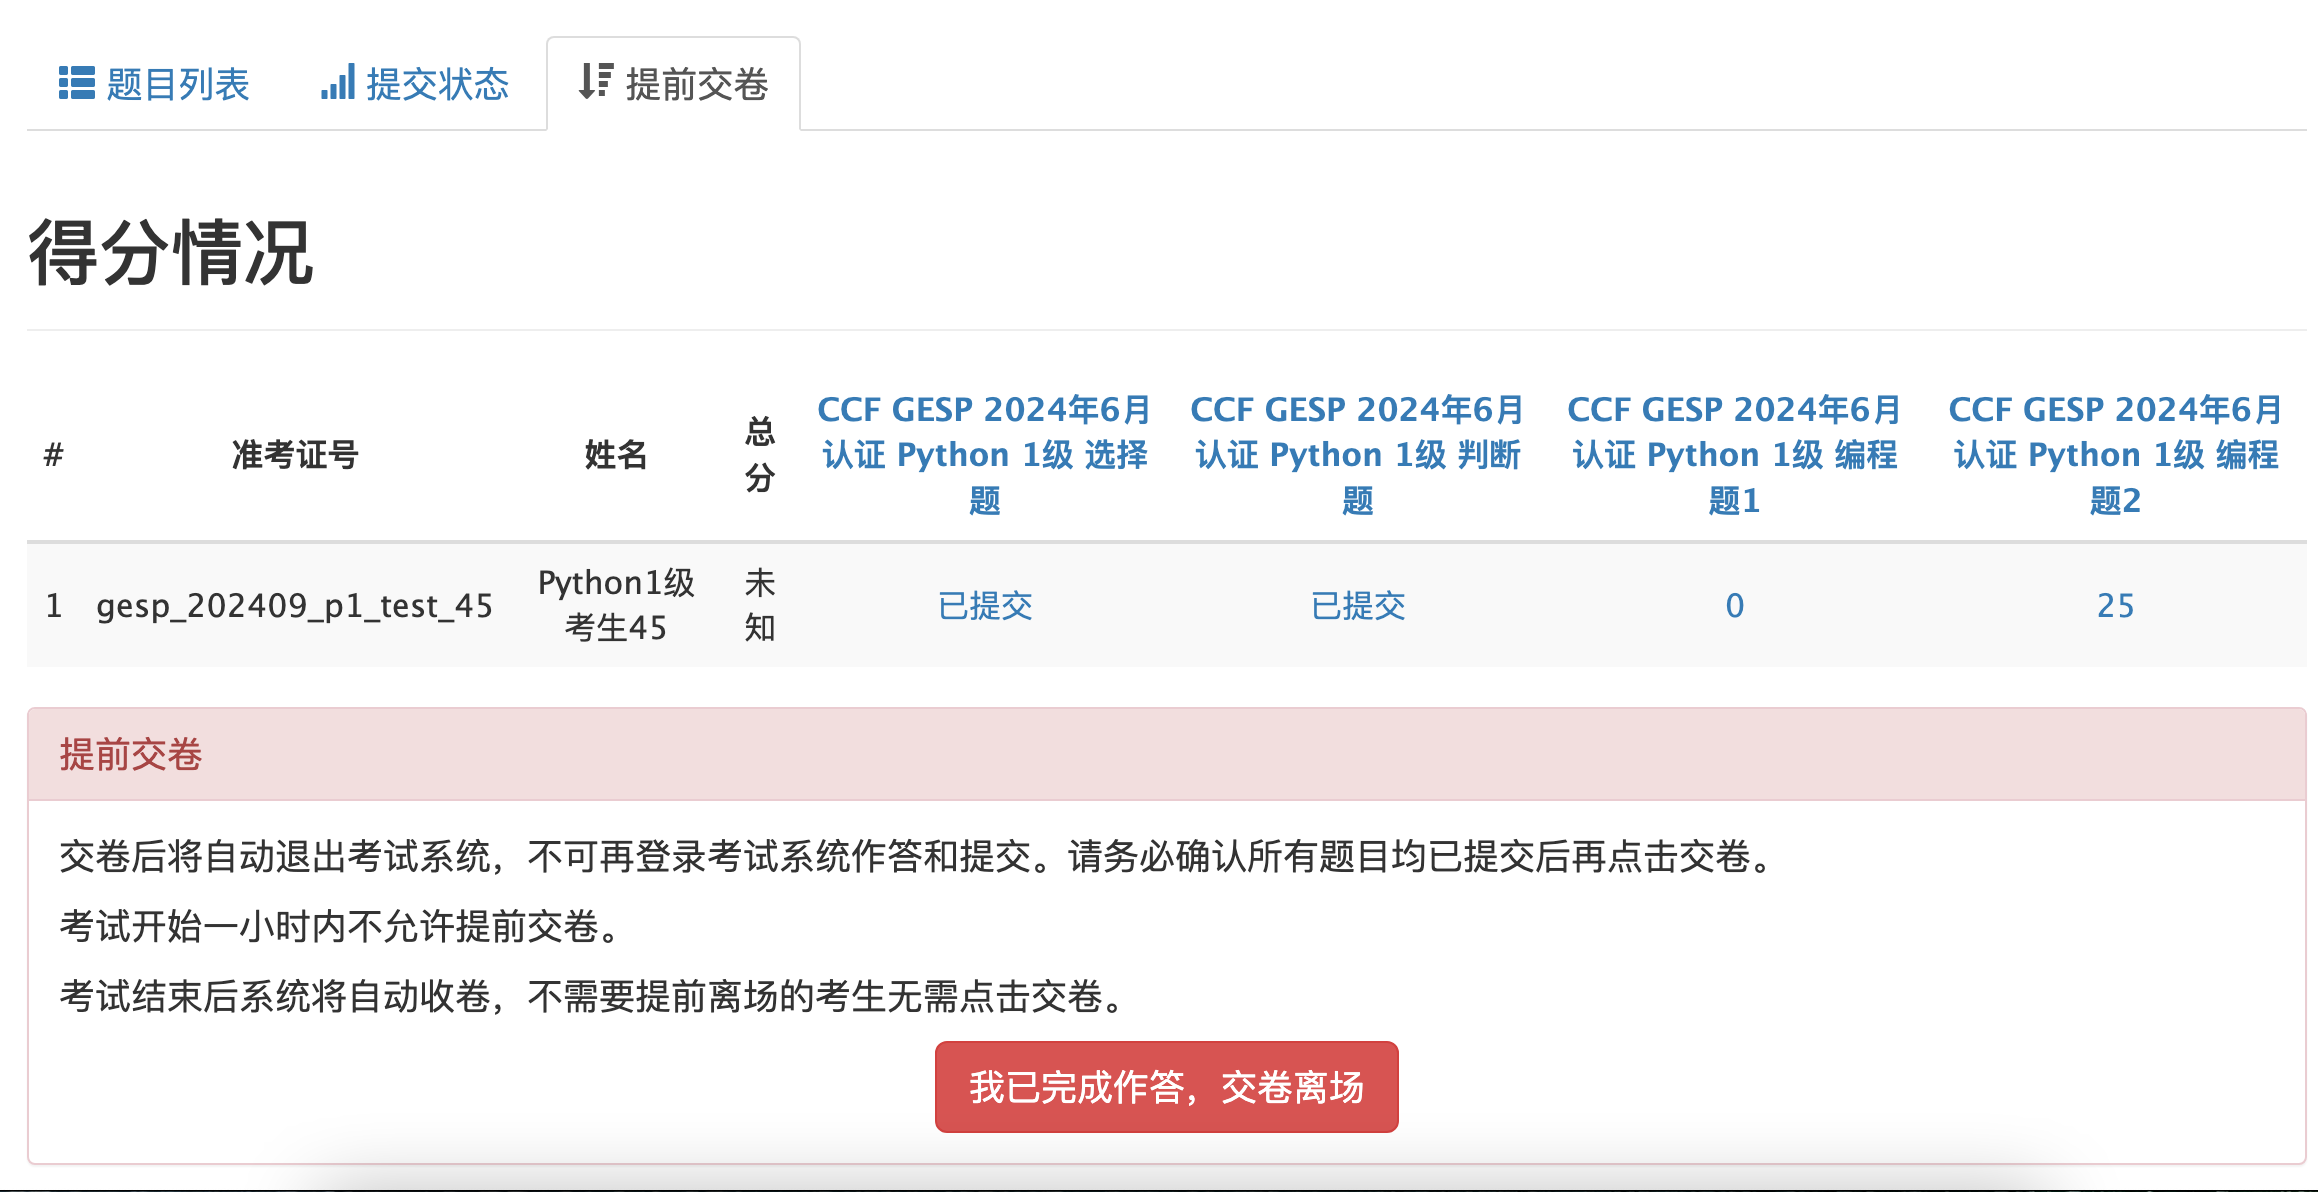 题目列表 提交状态 提前交卷
得分情况
# 准考证号 姓名 总分 CCF GESP 2024年6月认证 Python 1级 选择题 CCF GESP 2024年6月认证 Python 1级 判断题 CCF GESP 2024年6月认证 Python 1级 编程题1 CCF GESP 2024年6月认证 Python 1级 编程题2
1 gesp_202409_p1_test_45 Python1级考生45 未知 已提交 已提交 0 25
提前交卷
交卷后将自动退出考试系统，不可再登录考试系统作答和提交。请务必确认所有题目均已提交后再点击交卷。
考试开始一小时内不允许提前交卷。
考试结束后系统将自动收卷，不需要提前离场的考生无需点击交卷。
我已完成作答，交卷离场